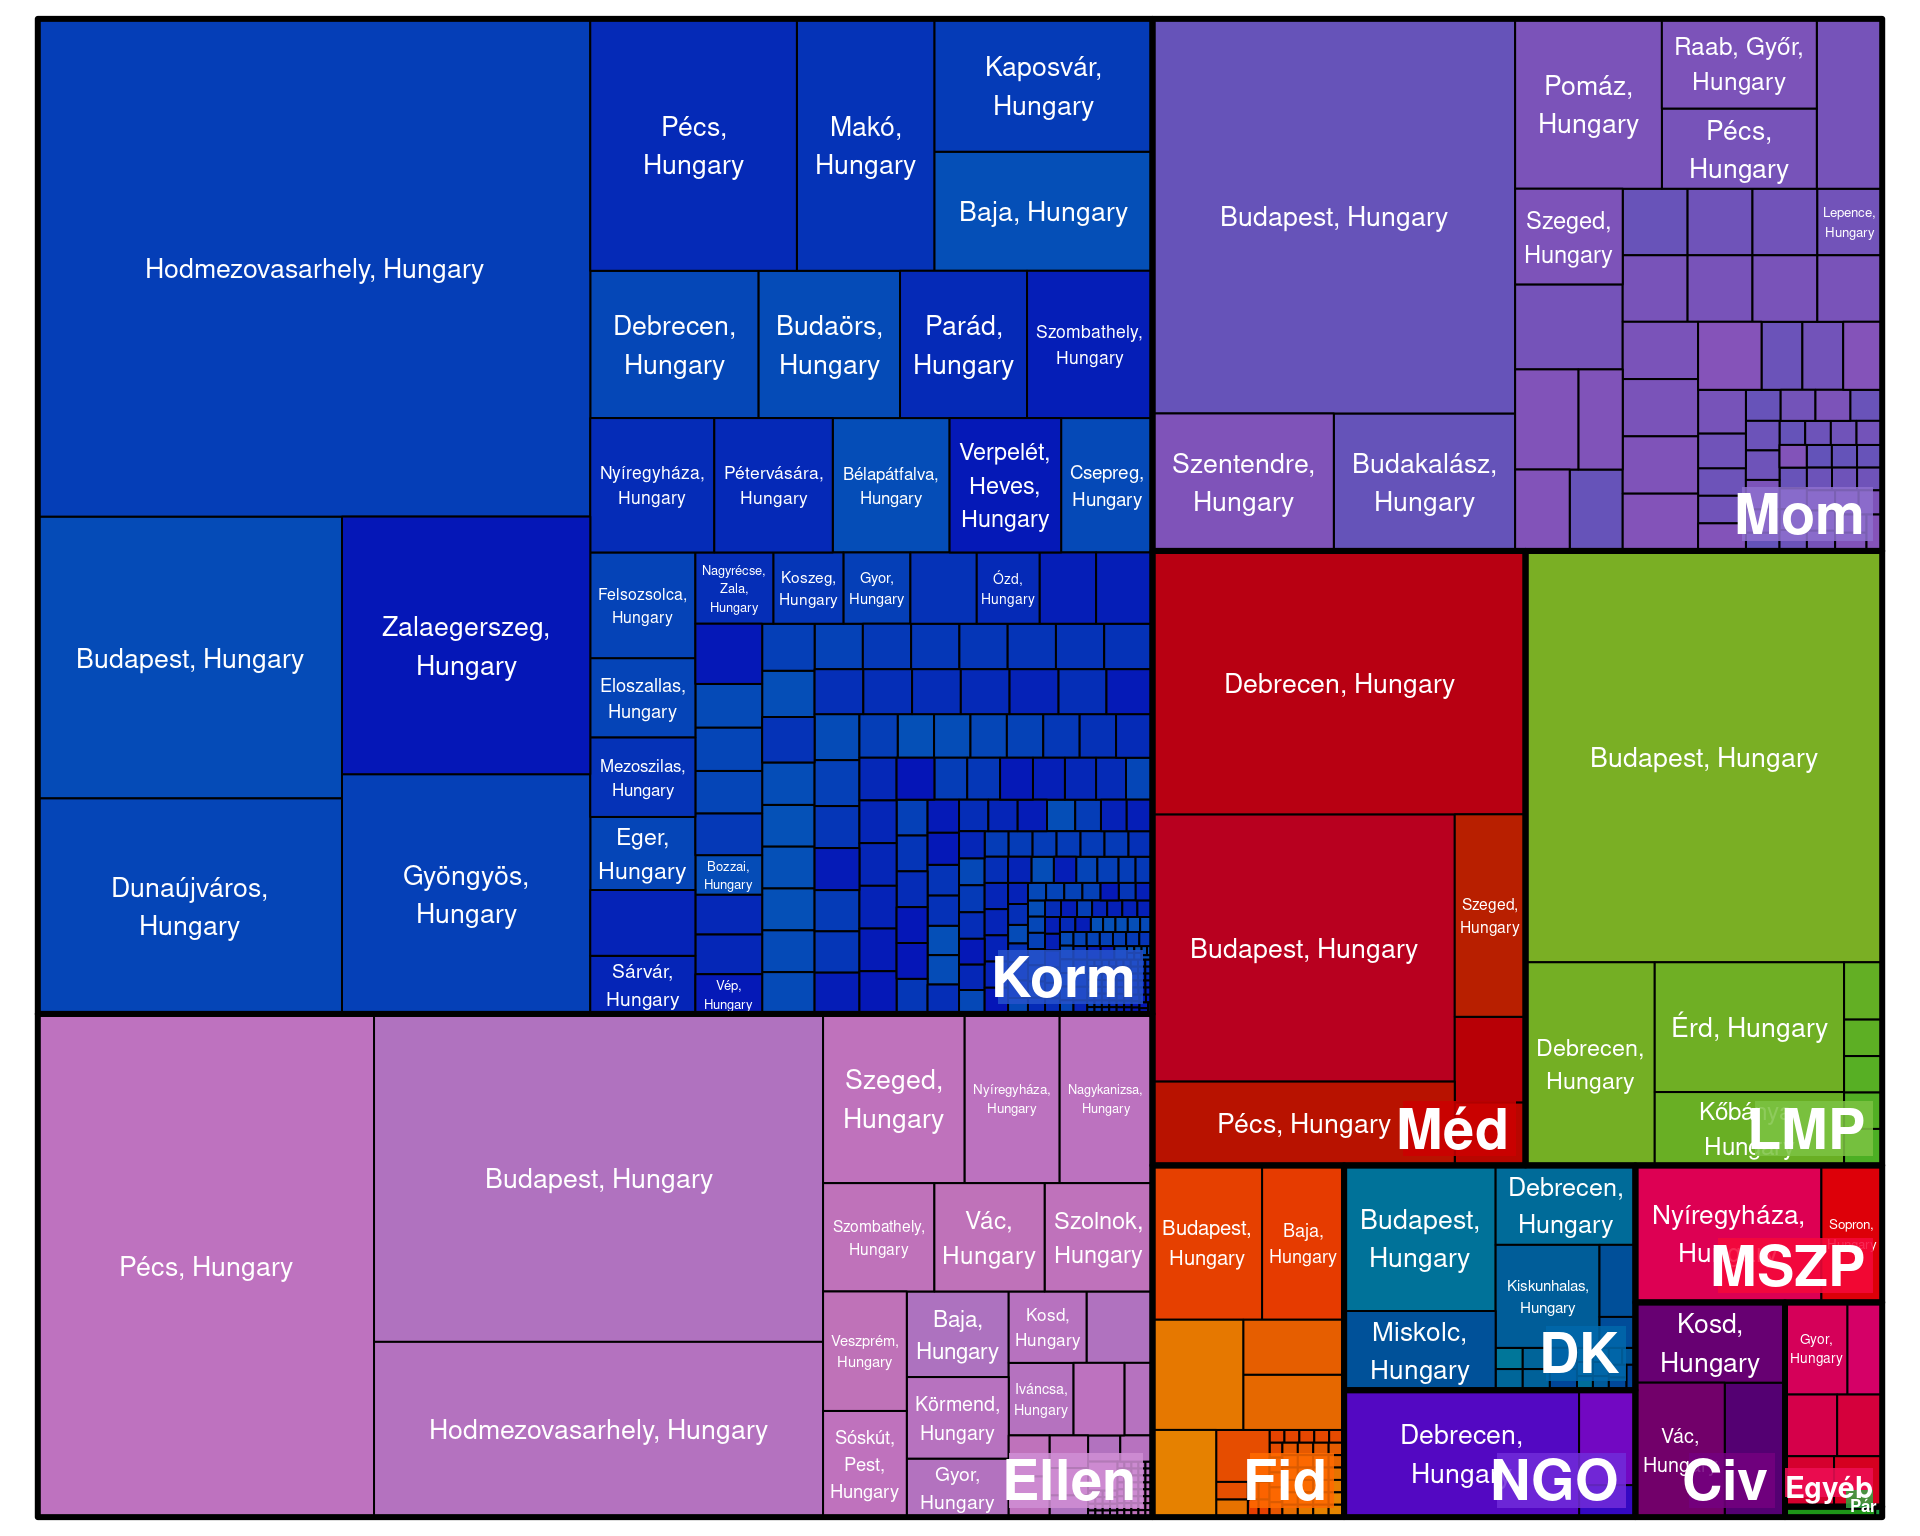 Hodmezovasarhely, Hungary
Budapest, Hungary
Zalaegerszeg,
Hungary
Dunaújváros,
Hungary
Gyöngyös,
Hungary
Pécs,
Hungary
Makó,
Hungary
Kaposvár,
Hungary
Baja, Hungary
Debrecen,
Hungary
Budaörs,
Hungary
Parád,
Hungary
Szombathely,
Hungary
Nyíregyháza,
Hungary
Pétervására,
Hungary
Bélapátfalva,
Hungary
Verpelét,
Heves,
Hungary
Csepreg,
Hungary
Felsozsolca,
Hungary
Nagyrécse,
Zala,
Hungary
Koszeg,
Hungary
Gyor,
Hungary
Ózd,
Hungary
Eloszallas,
Hungary
Mezoszilas,
Hungary
Eger,
Hungary
Bozzai,
Hungary
Sárvár,
Hungary
Vép,
Hungary
Korm
Budapest, Hungary
Pomáz,
Hungary
Raab, Győr,
Hungary
Pécs,
Hungary
Szeged,
Hungary
Lepence,
Hungary
Szentendre,
Hungary
Budakalász,
Hungary
Mom
Debrecen, Hungary
Budapest, Hungary
Szeged,
Hungary
Pécs, Hungary
Méd
Budapest, Hungary
Debrecen,
Hungary
Érd, Hungary
Kőbánya,
Hungary
LMP
Pécs, Hungary
Budapest, Hungary
Hodmezovasarhely, Hungary
Szeged,
Hungary
Nyíregyháza,
Hungary
Nagykanizsa,
Hungary
Szombathely,
Hungary
Vác,
Hungary
Szolnok,
Hungary
Veszprém,
Hungary
Baja,
Hungary
Kosd,
Hungary
Iváncsa,
Hungary
Körmend,
Hungary
Sóskút,
Pest,
Hungary
Gyor,
Hungary
Ellen
Budapest,
Hungary
Baja,
Hungary
Fid
Budapest,
Hungary
Debrecen,
Hungary
Kiskunhalas,
Hungary
Miskolc,
Hungary
DK
Debrecen,
Hungary
NGO
Nyíregyháza,
Hungary
Sopron,
Hungary
MSZP
Kosd,
Hungary
Vác,
Hungary
Civ
Gyor,
Hungary
Egyéb
Pár